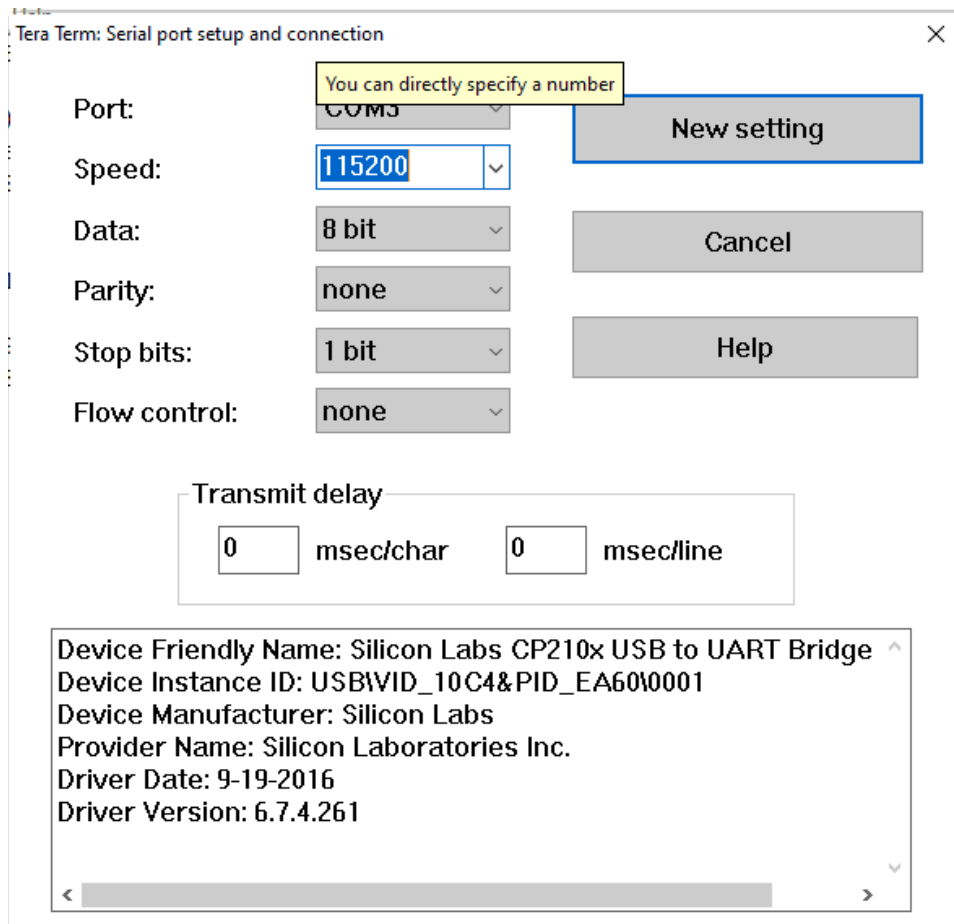 Tera Term: Serial port setup and connection
You can directly specify a number
Port:
New setting
Speed:
115200
Data:
8 bit
Cancel
Parity:
none
Stop bits:
1 bit
Help
Flow control:
none
Transmit delay
0 msec/char 0 msec/line
Device Friendly Name: Silicon Labs CP210x USB to UART Bridge
Device Instance ID: USB\VID_10C4&PID_EA60\0001
Device Manufacturer: Silicon Labs
Provider Name: Silicon Laboratories Inc.
Driver Date: 9-19-2016
Driver Version: 6.7.4.261